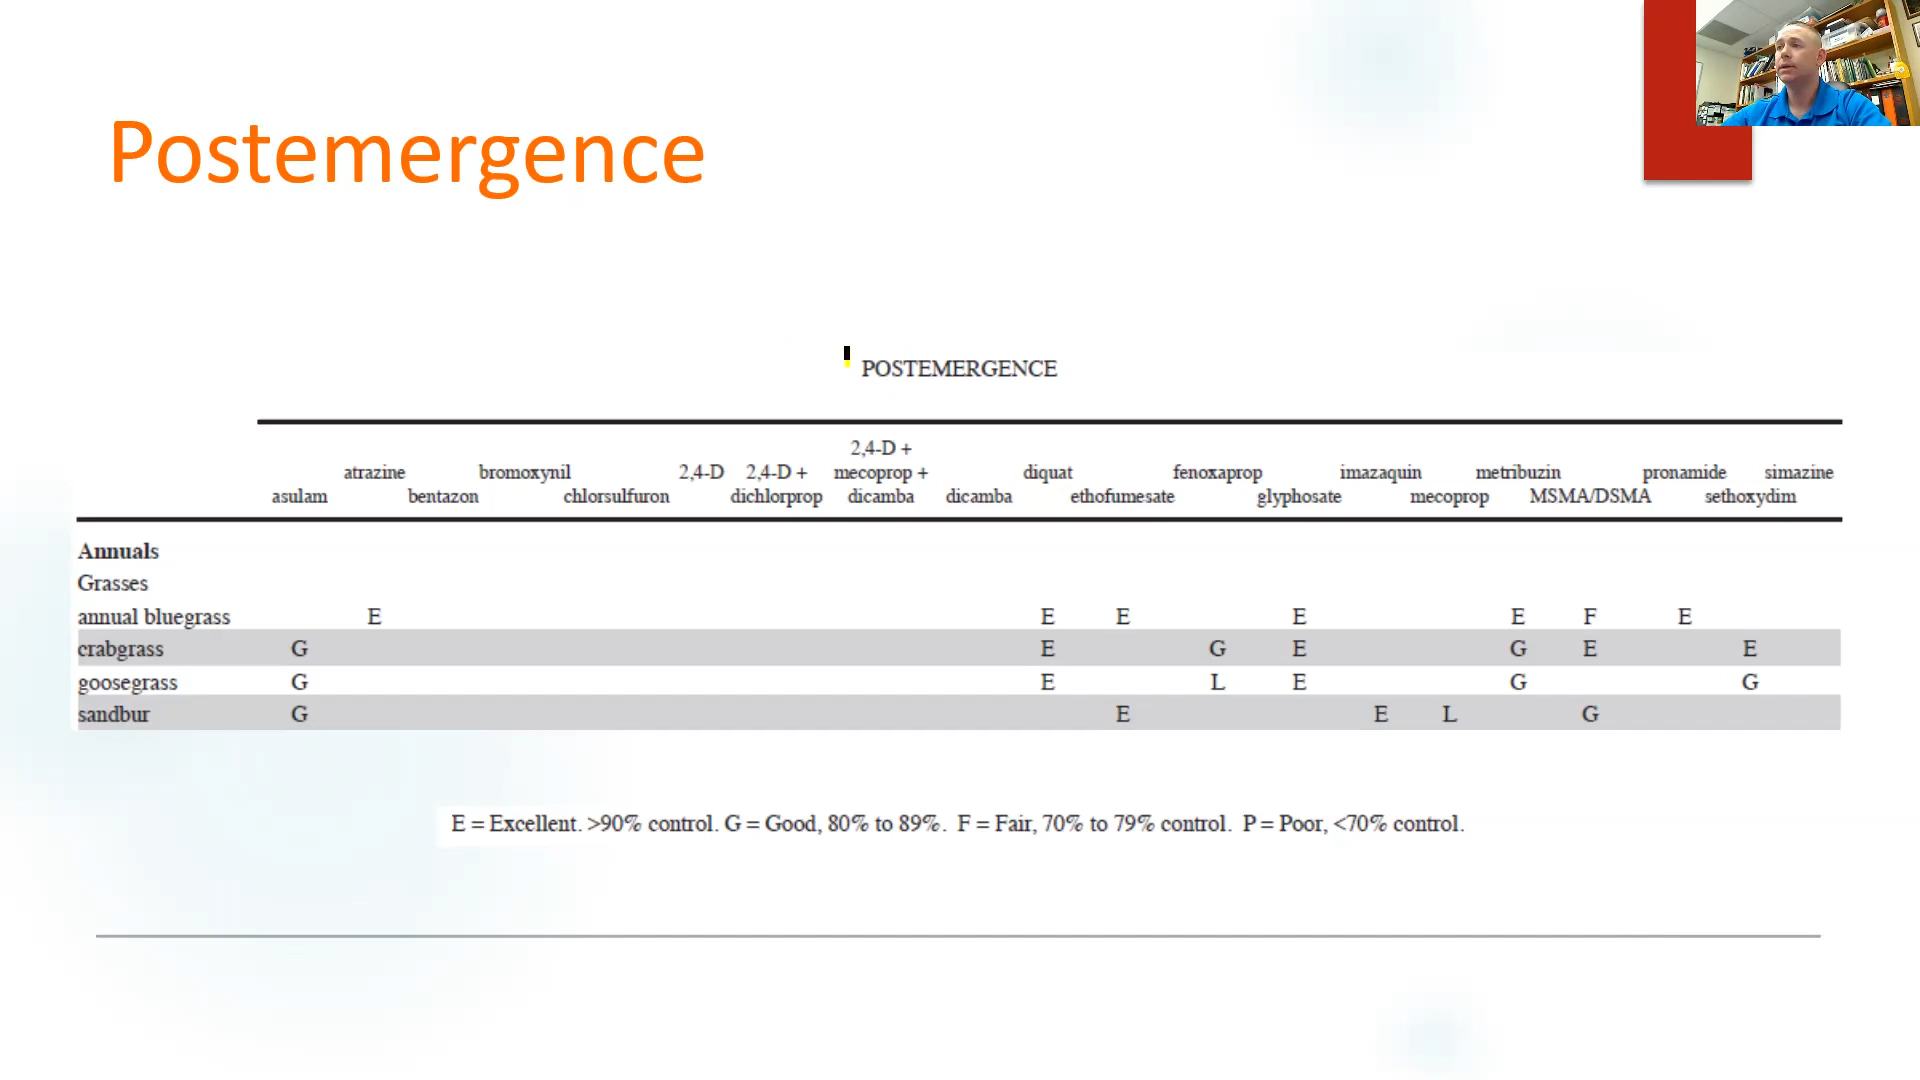 Postemergence
POSTEMERGENCE
2,4-D +
atrazine bromoxynil 2,4-D 2,4-D + mecoprop + diquat fenoxaprop imazaquin metribuzin pronamide simazine
asulam bentazon chlorsulfuron dichlorprop dicamba dicamba ethofumesate glyphosate mecoprop MSMA/DSMA sethoxydim
Annuals
Grasses
annual bluegrass E E E E E F E
crabgrass G E G E G E E
goosegrass G E L E G G
sandbur G E E L G
E = Excellent. >90% control. G = Good, 80% to 89%. F = Fair, 70% to 79% control. P = Poor, <70% control.